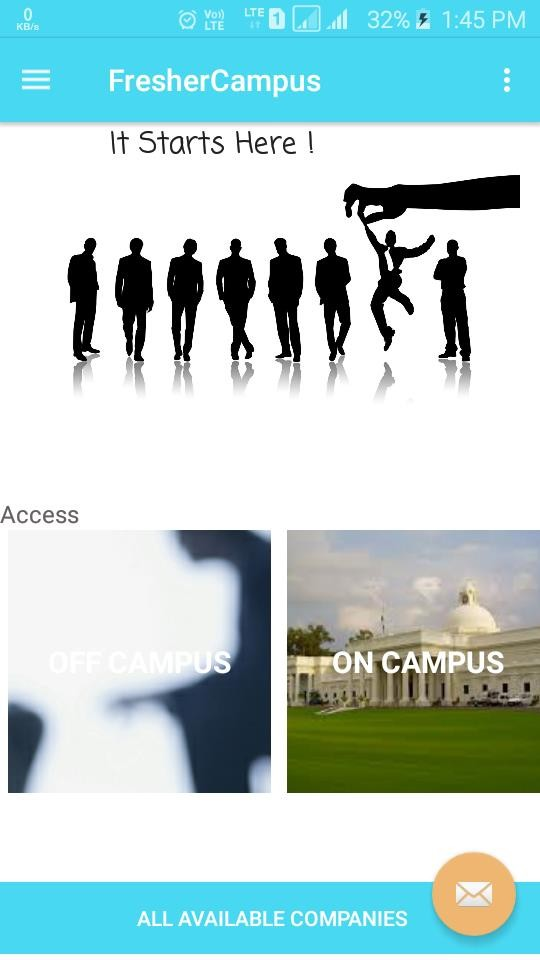 0
KB/s
Vo))
LTE
LTE
1
32%
1:45 PM
FresherCampus
It Starts Here !
Access
OFF CAMPUS
ON CAMPUS
ALL AVAILABLE COMPANIES